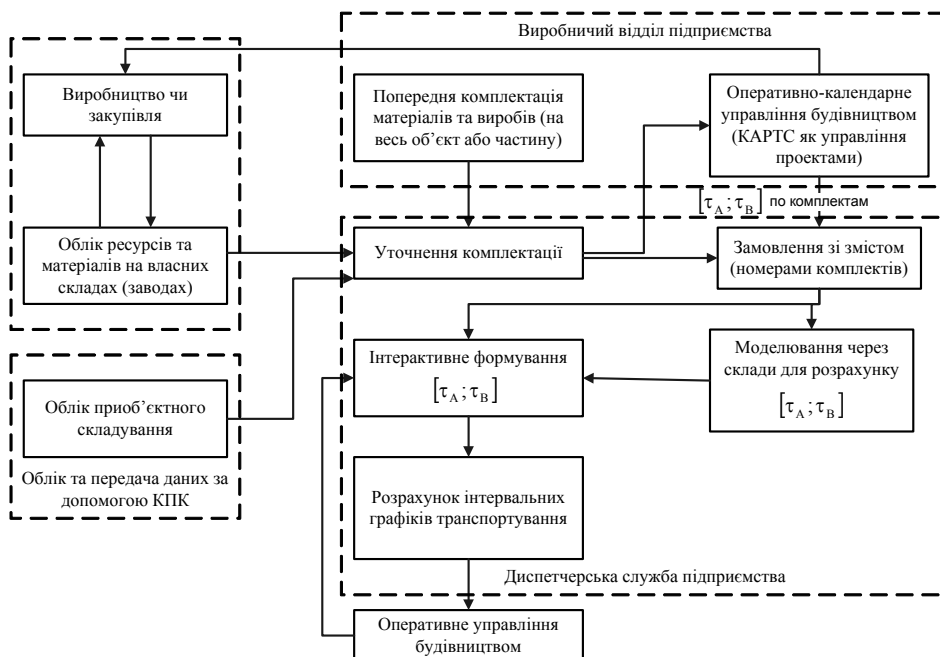 Виробничий відділ підприємства
Виробництво чи
закупівля
Попередня комплектація
матеріалів та виробів (на
весь об’єкт або частину)
Оперативно-календарне
управління будівництвом
(КАРТС як управління
проектами)
[τA; τB] по комплектам
Облік ресурсів та
матеріалів на власних
складах (заводах)
Уточнення комплектації
Замовлення зі змістом
(номерами комплектів)
Інтерактивне формування
[τA; τB]
Моделювання через
склади для розрахунку
[τA; τB]
Облік приоб’єктного
складування
Облік та передача даних за
допомогою КПК
Розрахунок інтервальних
графіків транспортування
Диспетчерська служба підприємства
Оперативне управління
будівництвом